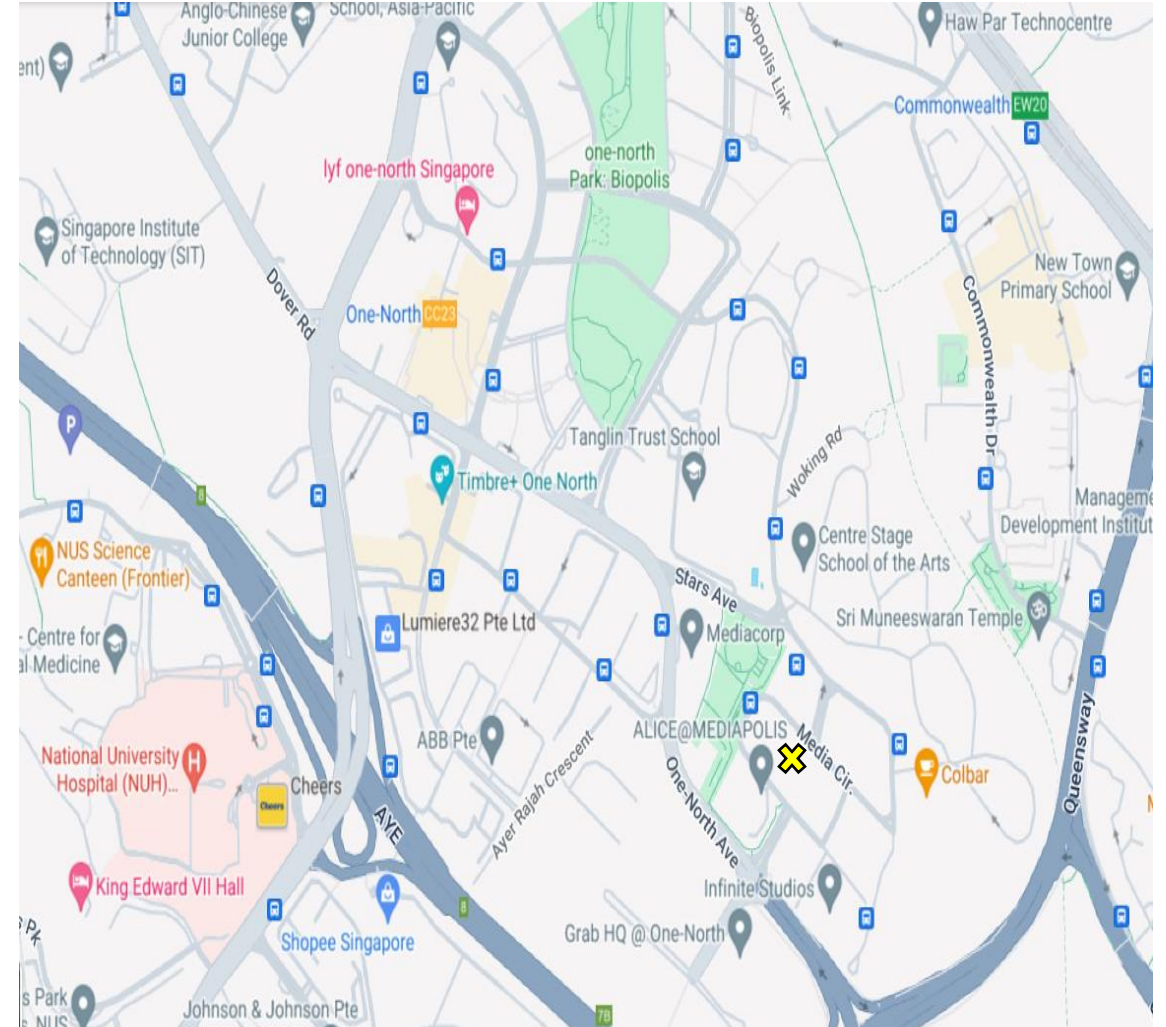 Anglo-Chinese
Junior College
School, Asia-Pacific
Haw Par Technocentre
ent)
Biopolis Link
Commonwealth EW20
one-north
Park: Biopolis
lyf one-north Singapore
Singapore Institute
of Technology (SIT)
New Town
Primary School
Dover Rd
One-North CC23
Commonwealth Dr
P
Tanglin Trust School
Timbre+ One North
Woking Rd
8
Manageme
Development Institut
NUS Science
Canteen (Frontier)
Centre Stage
School of the Arts
Stars Ave
Lumiere32 Pte Ltd
Mediacorp
Sri Muneeswaran Temple
- Centre for
al Medicine
ALICE@MEDIAPOLIS
Media Cir.
ABB Pte
National University
Hospital (NUH)...
H
Cheers
Cheers
Colbar
Queensway
Ayer Rajah Crescent
One-North Ave
AYE
King Edward VII Hall
Infinite Studios
8
Shopee Singapore
Grab HQ @ One-North
s Pk
s Park
s, NUS
Johnson & Johnson Pte
7B